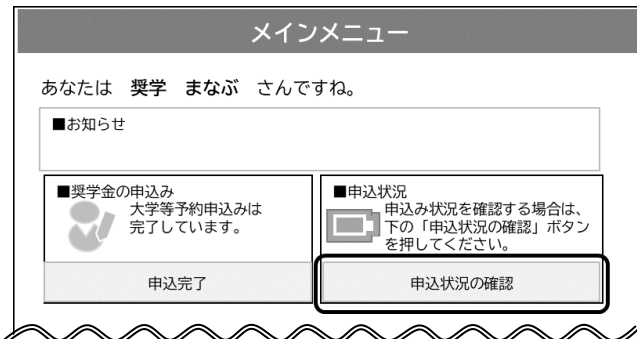 メインメニュー
あなたは 奨学 まなぶ さんですね。
■お知らせ
■奨学金の申込み
大学等予約申込みは
完了しています。
申込完了
■申込状況
申込み状況を確認する場合は、
下の「申込状況の確認」ボタン
を押してください。
申込状況の確認